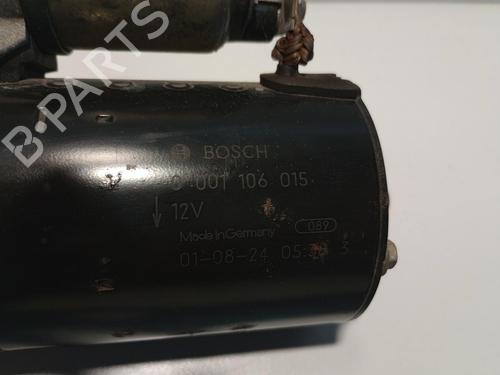 BOSCH
0 001 106 015
12V
Made in Germany 089
01-08-24
B-PARTS